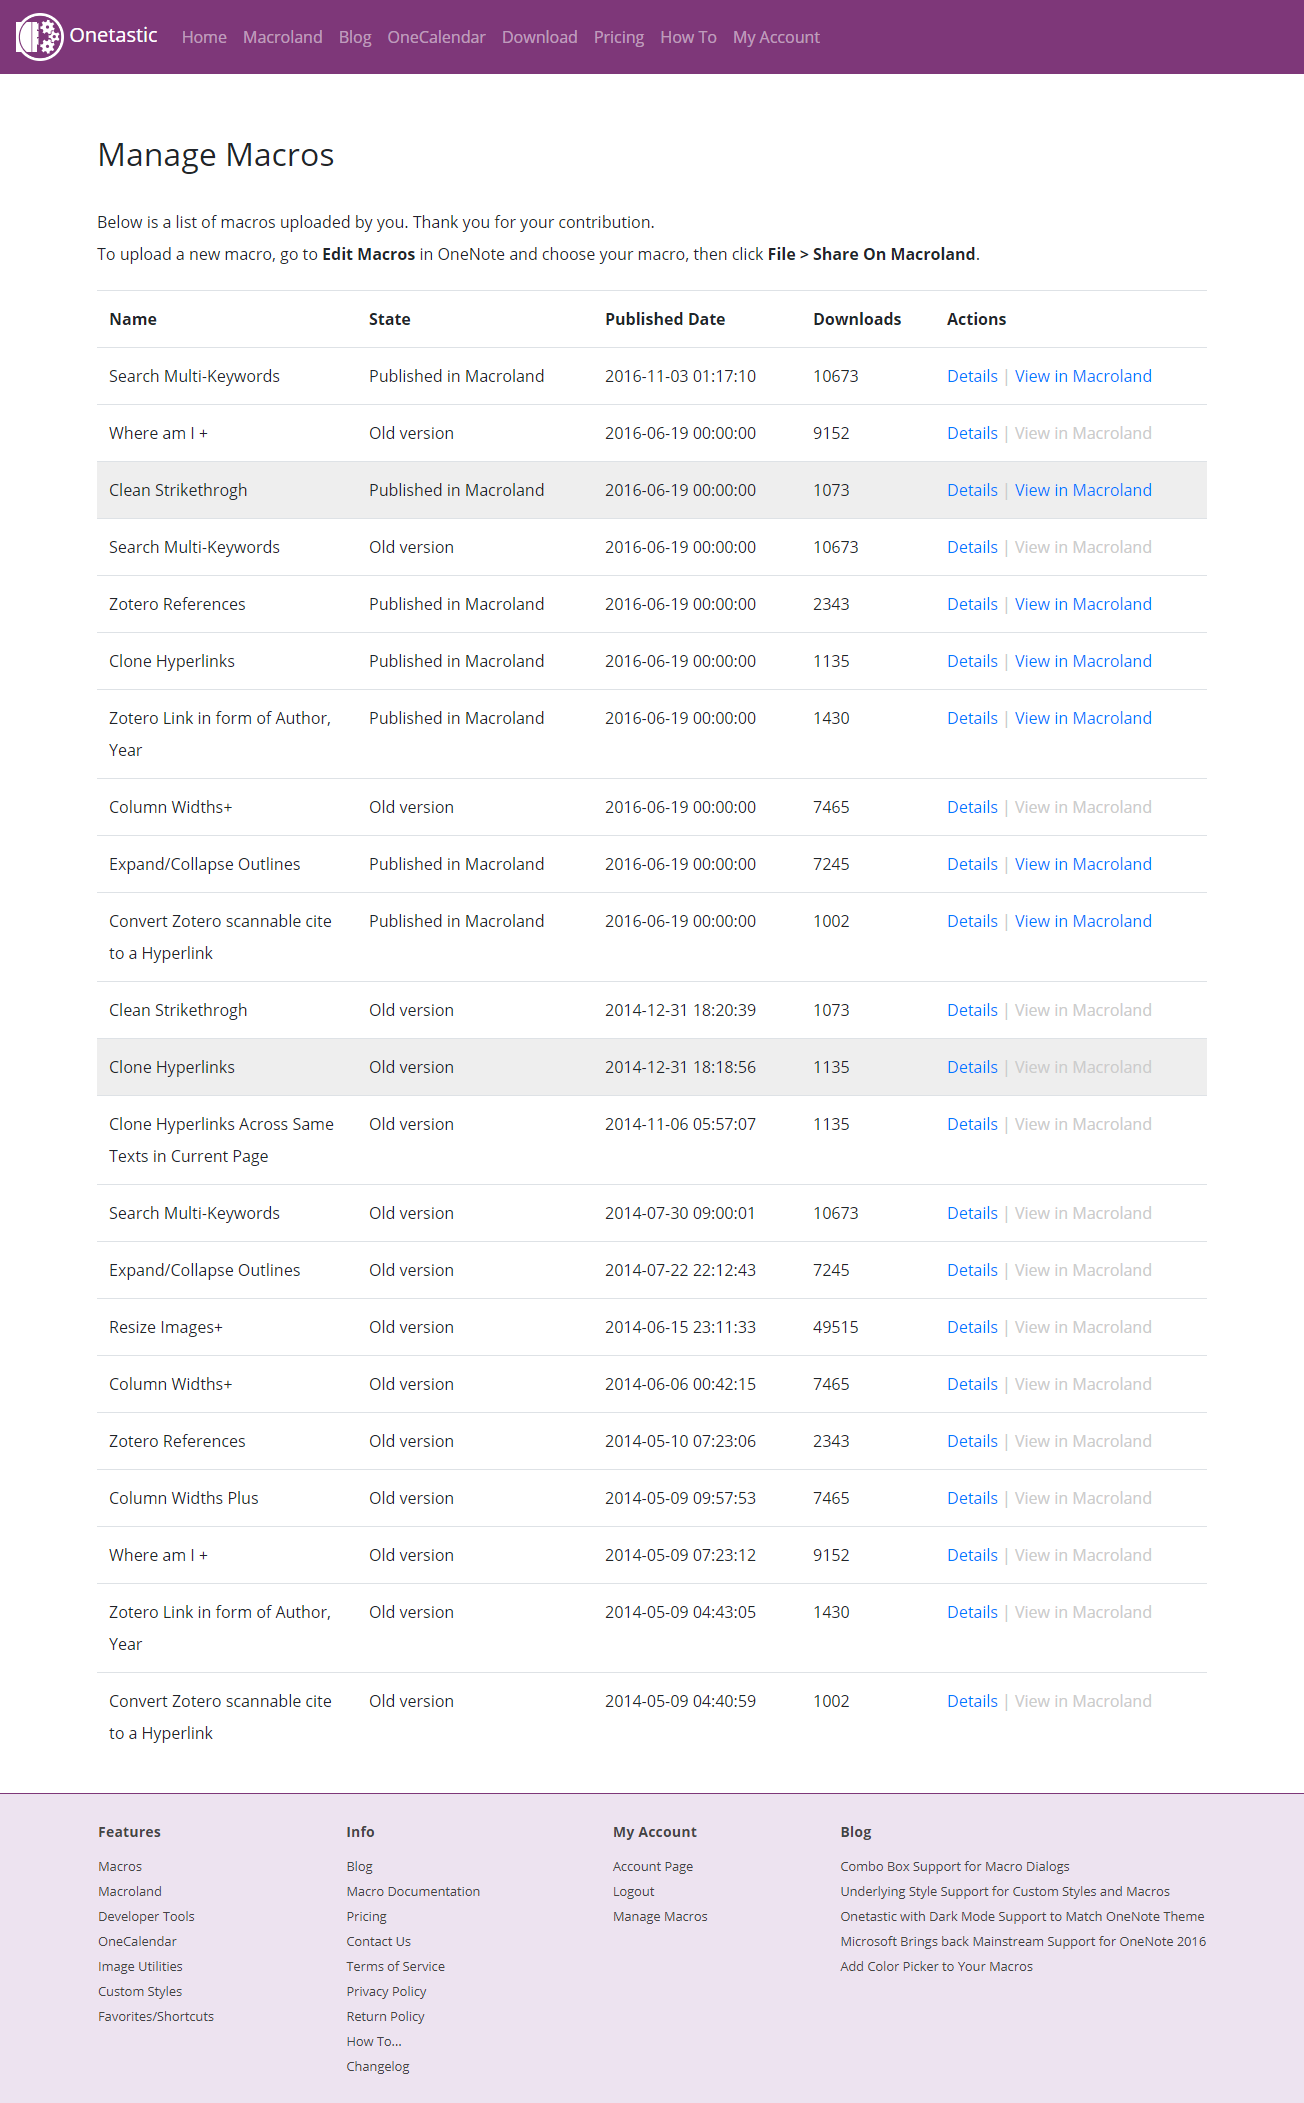 Onetastic Home Macroland Blog OneCalendar Download Pricing How To My Account
Manage Macros
Below is a list of macros uploaded by you. Thank you for your contribution.
To upload a new macro, go to Edit Macros in OneNote and choose your macro, then click File > Share On Macroland.
Name State Published Date Downloads Actions
Search Multi-Keywords Published in Macroland 2016-11-03 01:17:10 10673 Details | View in Macroland
Where am I + Old version 2016-06-19 00:00:00 9152 Details | View in Macroland
Clean Strikethrogh Published in Macroland 2016-06-19 00:00:00 1073 Details | View in Macroland
Search Multi-Keywords Old version 2016-06-19 00:00:00 10673 Details | View in Macroland
Zotero References Published in Macroland 2016-06-19 00:00:00 2343 Details | View in Macroland
Clone Hyperlinks Published in Macroland 2016-06-19 00:00:00 1135 Details | View in Macroland
Zotero Link in form of Author, Published in Macroland 2016-06-19 00:00:00 1430 Details | View in Macroland
Year
Column Widths+ Old version 2016-06-19 00:00:00 7465 Details | View in Macroland
Expand/Collapse Outlines Published in Macroland 2016-06-19 00:00:00 7245 Details | View in Macroland
Convert Zotero scannable cite Published in Macroland 2016-06-19 00:00:00 1002 Details | View in Macroland
to a Hyperlink
Clean Strikethrogh Old version 2014-12-31 18:20:39 1073 Details | View in Macroland
Clone Hyperlinks Old version 2014-12-31 18:18:56 1135 Details | View in Macroland
Clone Hyperlinks Across Same Old version 2014-11-06 05:57:07 1135 Details | View in Macroland
Texts in Current Page
Search Multi-Keywords Old version 2014-07-30 09:00:01 10673 Details | View in Macroland
Expand/Collapse Outlines Old version 2014-07-22 22:12:43 7245 Details | View in Macroland
Resize Images+ Old version 2014-06-15 23:11:33 49515 Details | View in Macroland
Column Widths+ Old version 2014-06-06 00:42:15 7465 Details | View in Macroland
Zotero References Old version 2014-05-10 07:23:06 2343 Details | View in Macroland
Column Widths Plus Old version 2014-05-09 09:57:53 7465 Details | View in Macroland
Where am I + Old version 2014-05-09 07:23:12 9152 Details | View in Macroland
Zotero Link in form of Author, Old version 2014-05-09 04:43:05 1430 Details | View in Macroland
Year
Convert Zotero scannable cite Old version 2014-05-09 04:40:59 1002 Details | View in Macroland
to a Hyperlink
Features
Macros
Macroland
Developer Tools
OneCalendar
Image Utilities
Custom Styles
Favorites/Shortcuts
Info
Blog
Macro Documentation
Pricing
Contact Us
Terms of Service
Privacy Policy
Return Policy
How To...
Changelog
My Account
Account Page
Logout
Manage Macros
Blog
Combo Box Support for Macro Dialogs
Underlying Style Support for Custom Styles and Macros
Onetastic with Dark Mode Support to Match OneNote Theme
Microsoft Brings back Mainstream Support for OneNote 2016
Add Color Picker to Your Macros